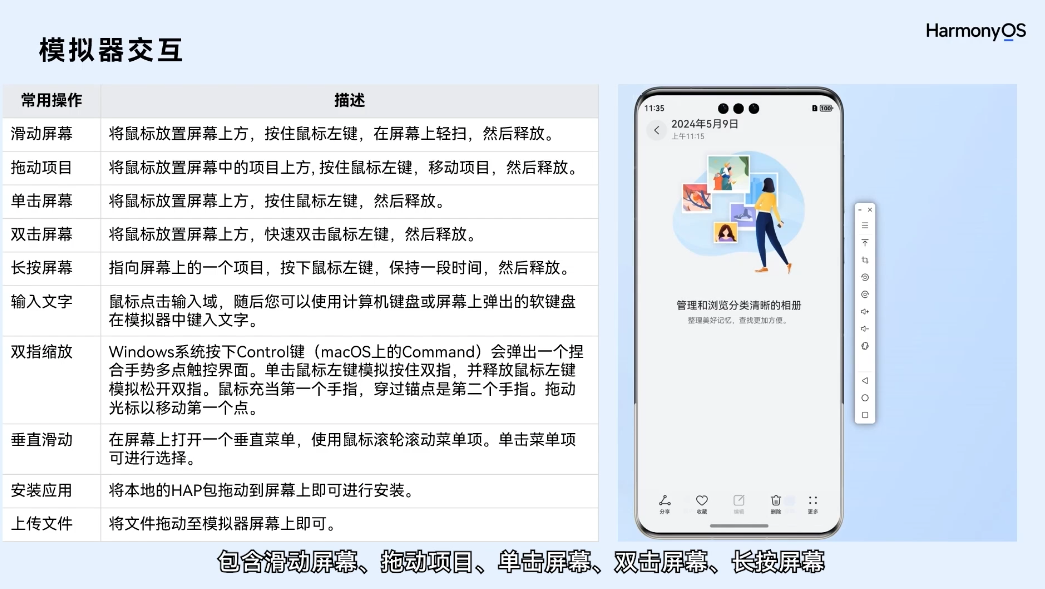 HarmonyOS
模拟器交互
常用操作 描述
滑动屏幕 将鼠标放置屏幕上方，按住鼠标左键，在屏幕上轻扫，然后释放。
拖动项目 将鼠标放置屏幕中的项目上方,按住鼠标左键，移动项目，然后释放。
单击屏幕 将鼠标放置屏幕上方，按住鼠标左键，然后释放。
双击屏幕 将鼠标放置屏幕上方，快速双击鼠标左键，然后释放。
长按屏幕 指向屏幕上的一个项目，按下鼠标左键，保持一段时间，然后释放。
输入文字 鼠标点击输入域，随后您可以使用计算机键盘或屏幕上弹出的软键盘
在模拟器中键入文字。
双指缩放 Windows系统按下Control键（macOS上的Command）会弹出一个捏
合手势多点触控界面。单击鼠标左键模拟按住双指，并释放鼠标左键
模拟松开双指。鼠标充当第一个手指，穿过锚点是第二个手指。拖动
光标以移动第一个点。
垂直滑动 在屏幕上打开一个垂直菜单，使用鼠标滚轮滚动菜单项。单击菜单项
可进行选择。
安装应用 将本地的HAP包拖动到屏幕上即可进行安装。
上传文件 将文件拖动至模拟器屏幕上即可。
11:35 100
2024年5月9日
上午11:15
管理和浏览分类清晰的相册
整理美好记忆，查找更加方便。
分享 收藏 编辑 删除 更多
包含滑动屏幕、拖动项目、单击屏幕、双击屏幕、长按屏幕